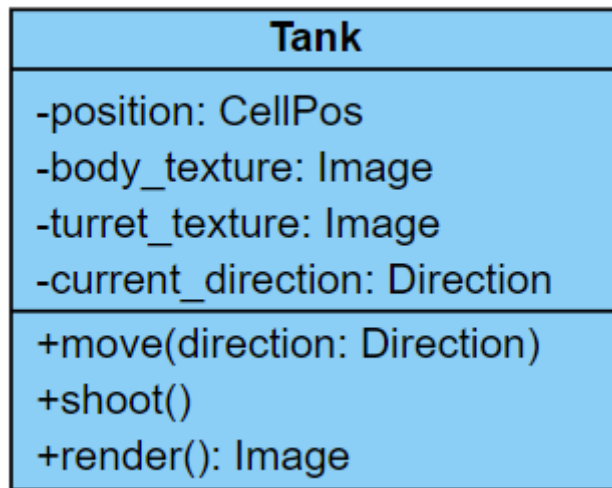 Tank
-position: CellPos
-body_texture: Image
-turret_texture: Image
-current_direction: Direction
+move(direction: Direction)
+shoot()
+render(): Image